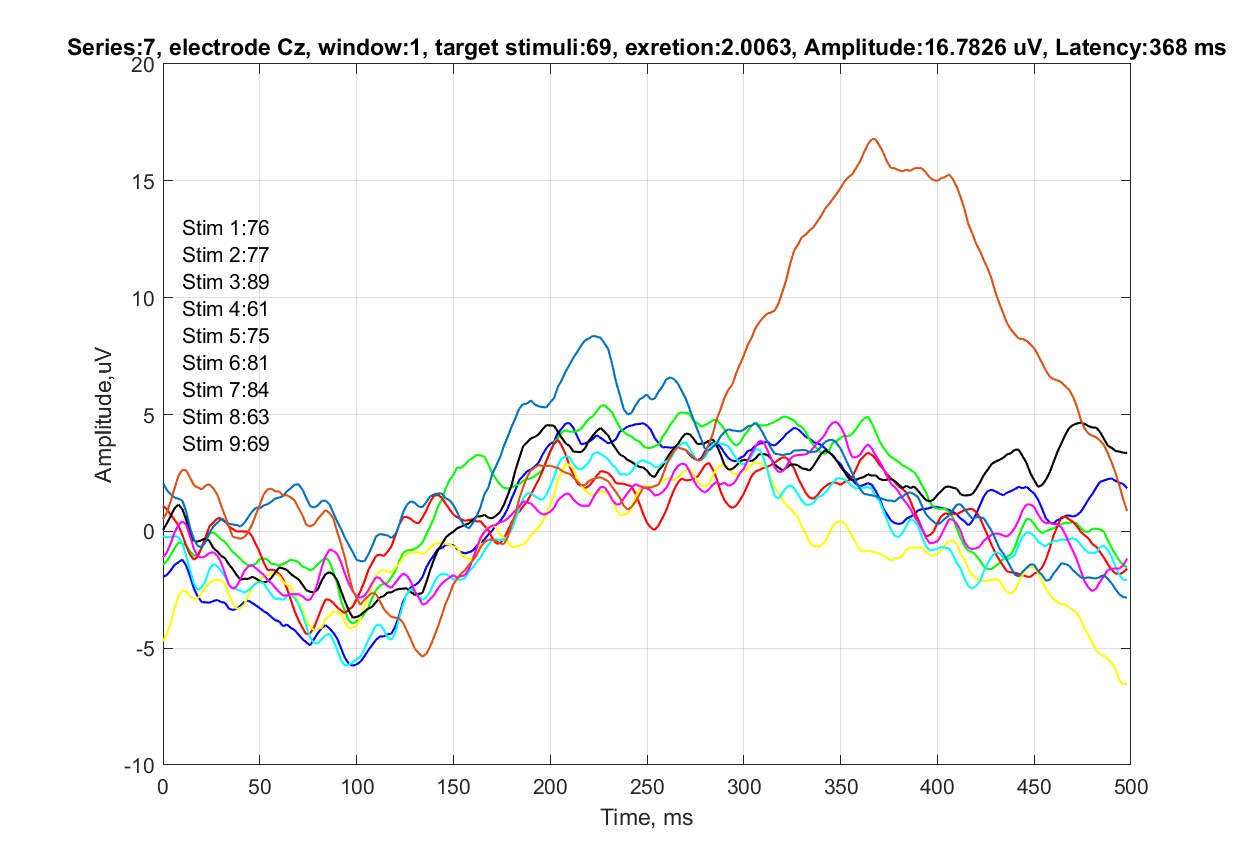 Series:7, electrode Cz, window:1, target stimuli:69, exretion:2.0063, Amplitude:16.7826 uV, Latency:368 ms
20
15
10
5
0
-5
-10
Amplitude,uV
Stim 1:76
Stim 2:77
Stim 3:89
Stim 4:61
Stim 5:75
Stim 6:81
Stim 7:84
Stim 8:63
Stim 9:69
0 50 100 150 200 250 300 350 400 450 500
Time, ms